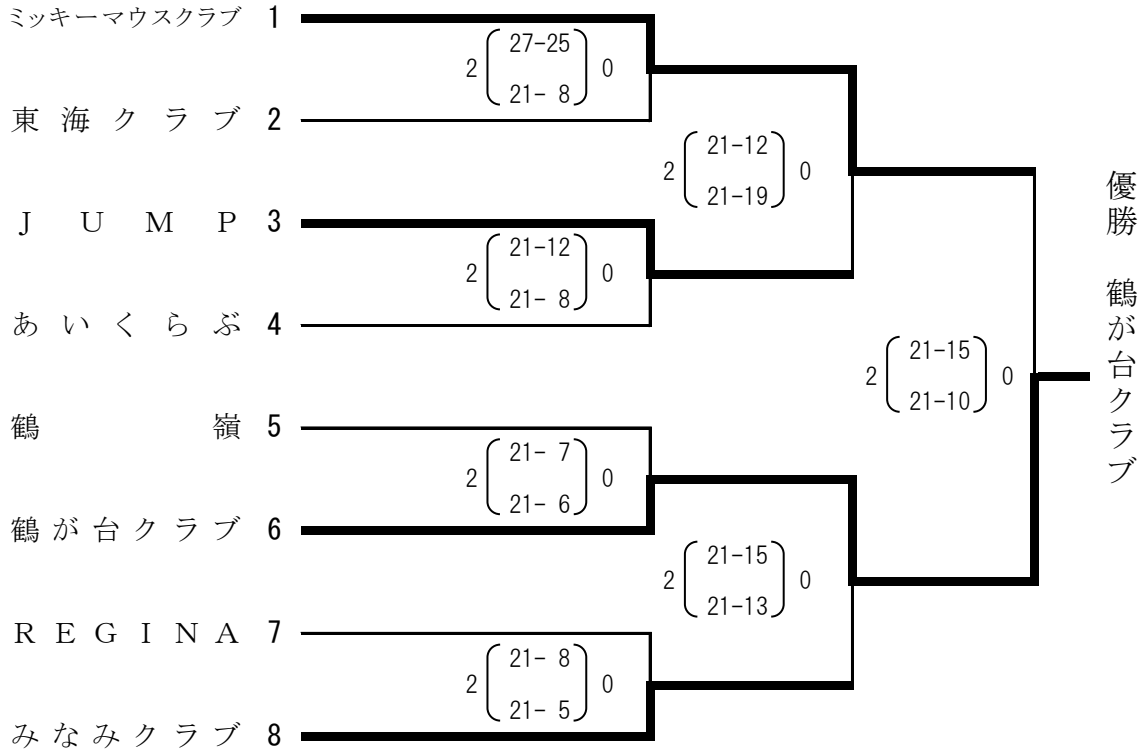 ミッキーマウスクラブ 1
27-25
2 0
21- 8
東海クラブ 2
21-12
2 0
21-19
JUMP 3
21-12
2 0
21- 8
あいくらぶ 4
21-15
2 0
21-10
優勝 鶴が台クラブ
鶴嶺 5
21- 7
2 0
21- 6
鶴が台クラブ 6
21-15
2 0
21-13
REGINA 7
21- 8
2 0
21- 5
みなみクラブ 8